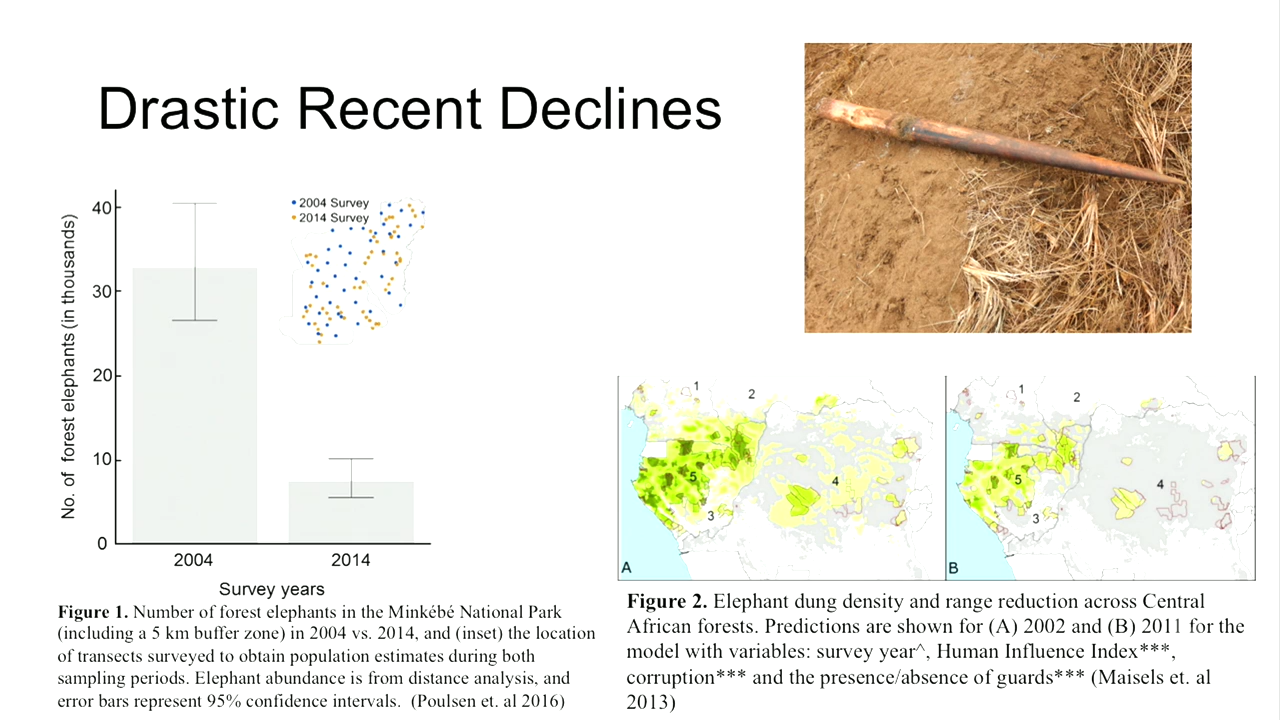 Drastic Recent Declines
No. of forest elephants (in thousands)
40
30
20
10
0
2004 Survey
2014 Survey
2004
2014
Survey years
Figure 1. Number of forest elephants in the Minkébé National Park
(including a 5 km buffer zone) in 2004 vs. 2014, and (inset) the location
of transects surveyed to obtain population estimates during both
sampling periods. Elephant abundance is from distance analysis, and
error bars represent 95% confidence intervals. (Poulsen et. al 2016)
1
2
5
4
3
A
1
2
5
4
3
B
Figure 2. Elephant dung density and range reduction across Central
African forests. Predictions are shown for (A) 2002 and (B) 2011 for the
model with variables: survey year^, Human Influence Index***,
corruption*** and the presence/absence of guards*** (Maisels et. al
2013)